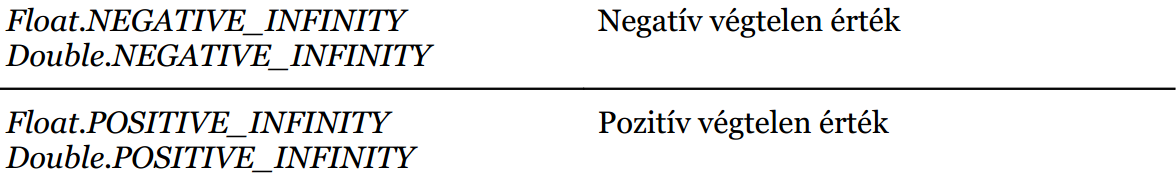 Float.NEGATIVE_INFINITY Negatív végtelen érték
Double.NEGATIVE_INFINITY
Float.POSITIVE_INFINITY Pozitív végtelen érték
Double.POSITIVE_INFINITY